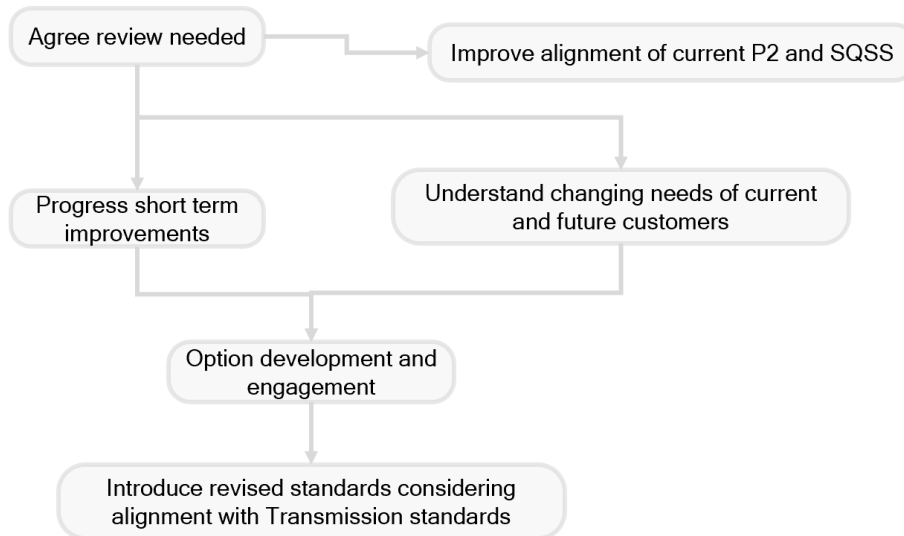 Agree review needed
Improve alignment of current P2 and SQSS
Progress short term
improvements
Understand changing needs of current
and future customers
Option development and
engagement
Introduce revised standards considering
alignment with Transmission standards